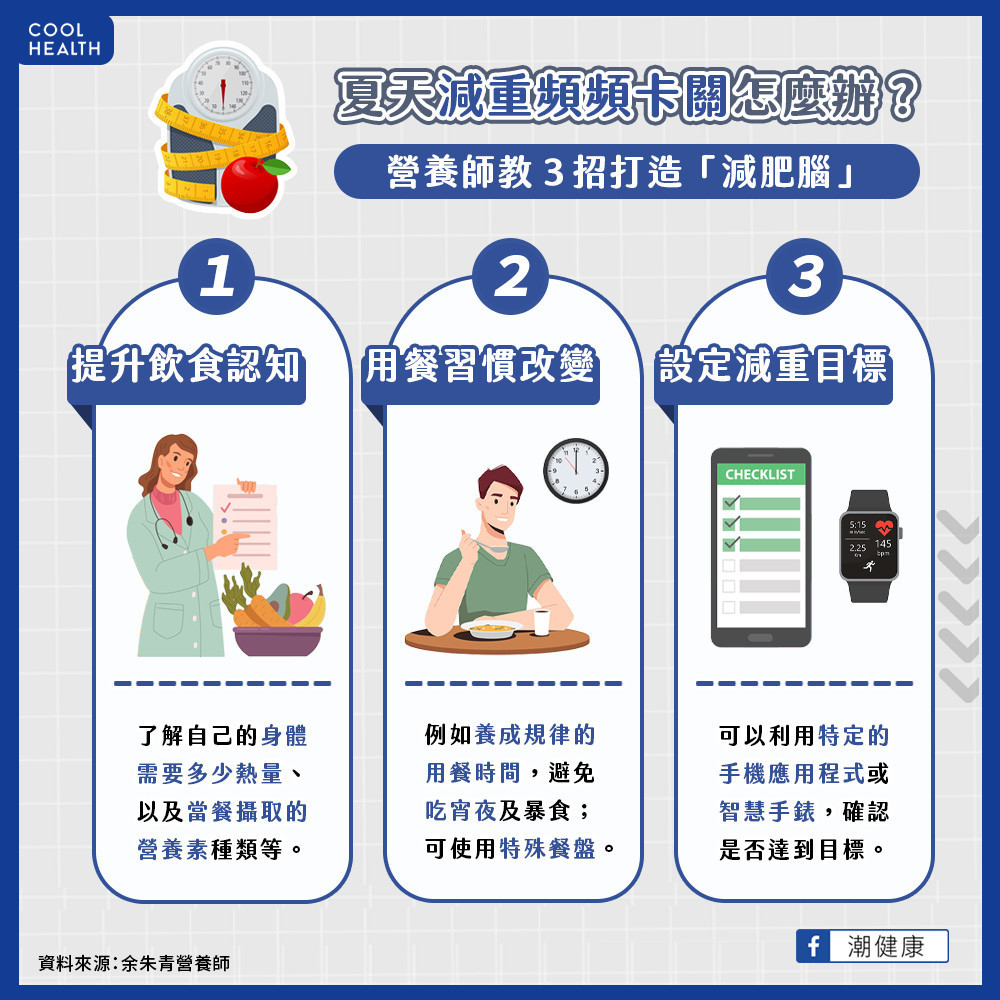 COOL
HEALTH
夏天減重頻頻卡關怎麼辦？
營養師教3招打造「減肥腦」
1
提升飲食認知
了解自己的身體
需要多少熱量、
以及當餐攝取的
營養素種類等。
2
用餐習慣改變
例如養成規律的
用餐時間，避免
吃宵夜及暴食；
可使用特殊餐盤。
3
設定減重目標
CHECKLIST
5:15
2.25
Km
145
bpm
可以利用特定的
手機應用程式或
智慧手錶，確認
是否達到目標。
資料來源：余朱青營養師
f 潮健康